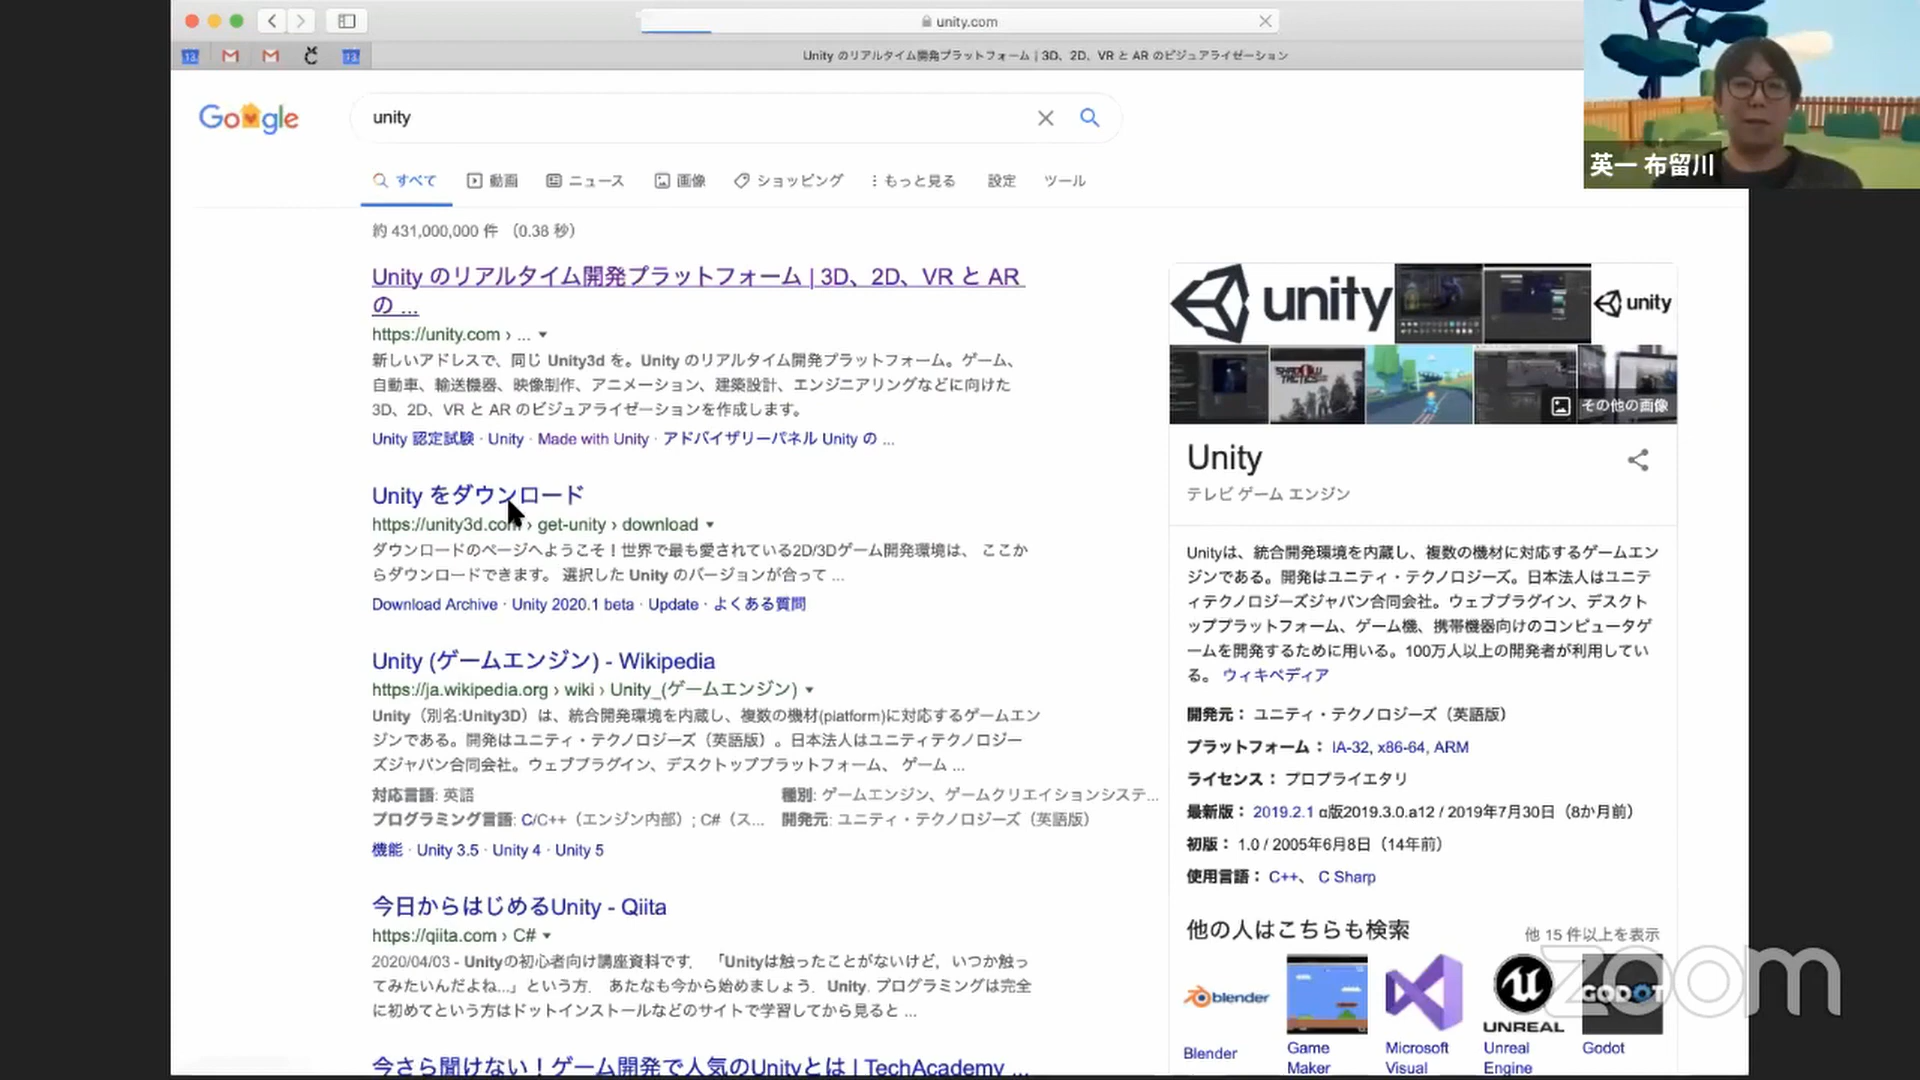 unity.com
Unity のリアルタイム開発プラットフォーム | 3D、2D、VR と AR のビジュアライゼーション
Google
unity
すべて
動画
ニュース
画像
ショッピング
もっと見る
設定
ツール
約 431,000,000 件 （0.38 秒）
Unity のリアルタイム開発プラットフォーム | 3D、2D、VR と AR
の ...
https://unity.com › ...
新しいアドレスで、同じ Unity3d を。Unity のリアルタイム開発プラットフォーム。ゲーム、
自動車、輸送機器、映像制作、アニメーション、建築設計、エンジニアリングなどに向けた
3D、2D、VR と AR のビジュアライゼーションを作成します。
Unity 認定試験 · Unity · Made with Unity · アドバイザリーパネル Unity の ...
Unity をダウンロード
https://unity3d.com › get-unity › download
ダウンロードのページへようこそ！世界で最も愛されている2D/3Dゲーム開発環境は、 ここか
らダウンロードできます。 選択した Unity のバージョンが合って ...
Download Archive · Unity 2020.1 beta · Update · よくある質問
Unity (ゲームエンジン) - Wikipedia
https://ja.wikipedia.org › wiki › Unity_(ゲームエンジン)
Unity（別名:Unity3D）は、統合開発環境を内蔵し、複数の機材(platform)に対応するゲームエン
ジンである。開発はユニティ・テクノロジーズ（英語版）。日本法人はユニティテクノロジー
ズジャパン合同会社。ウェブプラグイン、デスクトッププラットフォーム、 ゲーム ...
対応言語: 英語
種別: ゲームエンジン、ゲームクリエイションシステ...
プログラミング言語: C/C++（エンジン内部）; C#（ス...
開発元: ユニティ・テクノロジーズ（英語版）
機能 · Unity 3.5 · Unity 4 · Unity 5
今日からはじめるUnity - Qiita
https://qiita.com › C#
2020/04/03 - Unityの初心者向け講座資料です． 「Unityは触ったことがないけど，いつか触っ
てみたいんだよね...」という方． あなたも今から始めましょう． Unity. プログラミングは完全
に初めてという方はドットインストールなどのサイトで学習してから見ると ...
今さら聞けない！ゲーム開発で人気のUnityとは | TechAcademy ...
英一 布留川
unity
unity
SHADOW
TACTICS
その他の画像
Unity
テレビ ゲーム エンジン
Unityは、統合開発環境を内蔵し、複数の機材に対応するゲームエン
ジンである。開発はユニティ・テクノロジーズ。日本法人はユニテ
ィテクノロジーズジャパン合同会社。ウェブプラグイン、デスクト
ッププラットフォーム、ゲーム機、携帯機器向けのコンピュータゲ
ームを開発するために用いる。100万人以上の開発者が利用してい
る。 ウィキペディア
開発元： ユニティ・テクノロジーズ（英語版）
プラットフォーム： IA-32, x86-64, ARM
ライセンス： プロプライエタリ
最新版： 2019.2.1 α版2019.3.0.a12 / 2019年7月30日（8か月前）
初版： 1.0 / 2005年6月8日（14年前）
使用言語： C++、 C Sharp
他の人はこちらも検索
他 15 件以上を表示
blender
UNREAL
GODOT
Blender
Game
Maker
Microsoft
Visual
Unreal
Engine
Godot
zoom